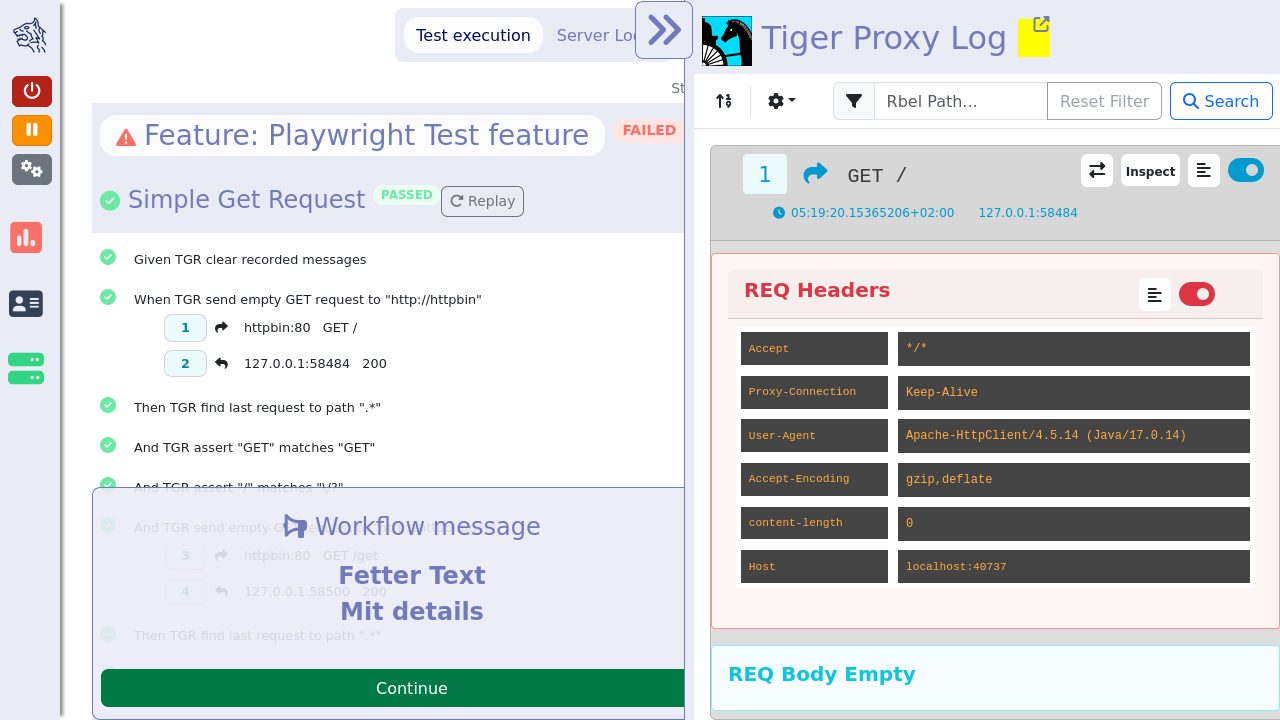 Test execution
Server Lo
St
Feature: Playwright Test feature
FAILED
Simple Get Request
PASSED
Replay
Given TGR clear recorded messages
When TGR send empty GET request to "http://httpbin"
1 httpbin:80 GET /
2 127.0.0.1:58484 200
Then TGR find last request to path ".*"
And TGR assert "GET" matches "GET"
And TGR assert "/" matches "\/?"
And TGR send empty G
3 httpbin:80 GET /get
4 127.0.0.1:58500 200
Then TGR find last request to path ".*"
Workflow message
Fetter Text
Mit details
Continue
Tiger Proxy Log
Rbel Path...
Reset Filter
Search
1
GET /
Inspect
05:19:20.15365206+02:00
127.0.0.1:58484
REQ Headers
Accept */*
Proxy-Connection Keep-Alive
User-Agent Apache-HttpClient/4.5.14 (Java/17.0.14)
Accept-Encoding gzip,deflate
content-length 0
Host localhost:40737
REQ Body Empty